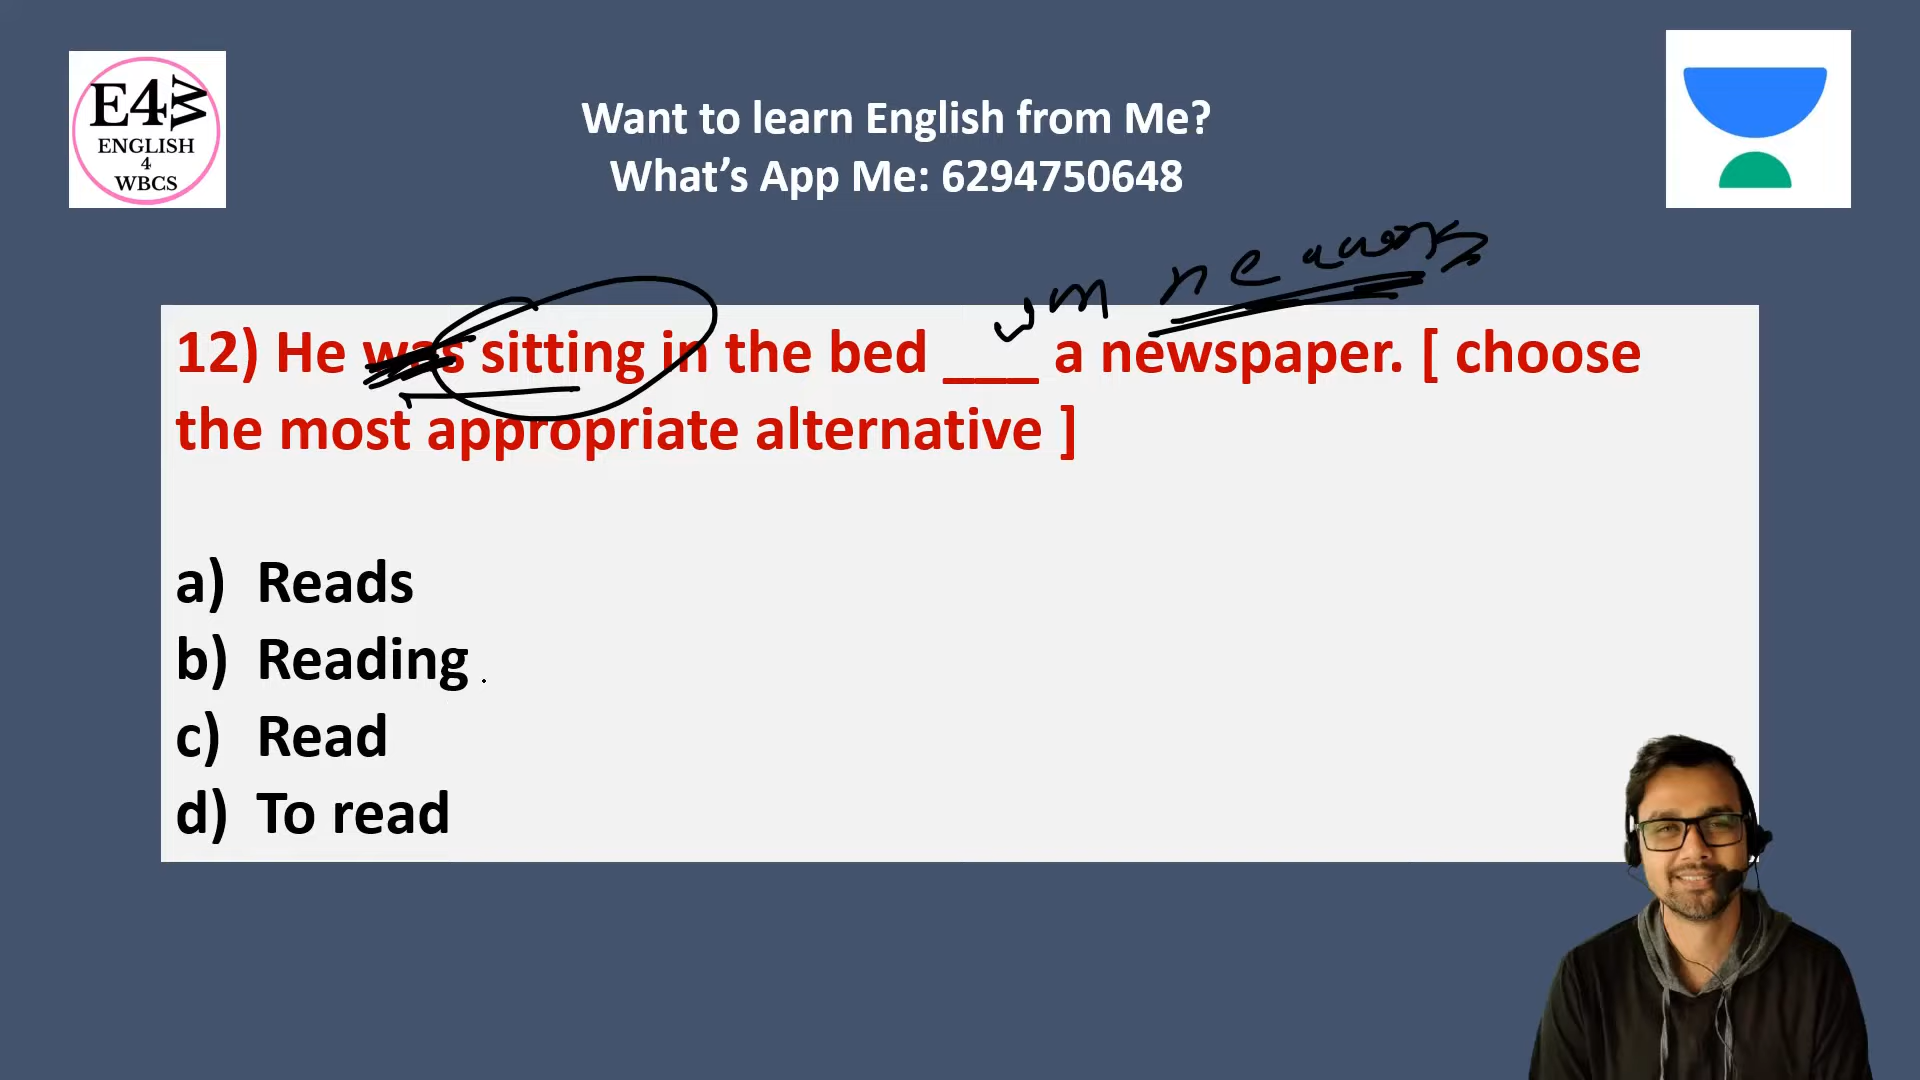 E4W
ENGLISH
4
WBCS
Want to learn English from Me?
What's App Me: 6294750648
12) He was sitting in the bed ___ a newspaper. [ choose
the most appropriate alternative ]
a) Reads
b) Reading
c) Read
d) To read